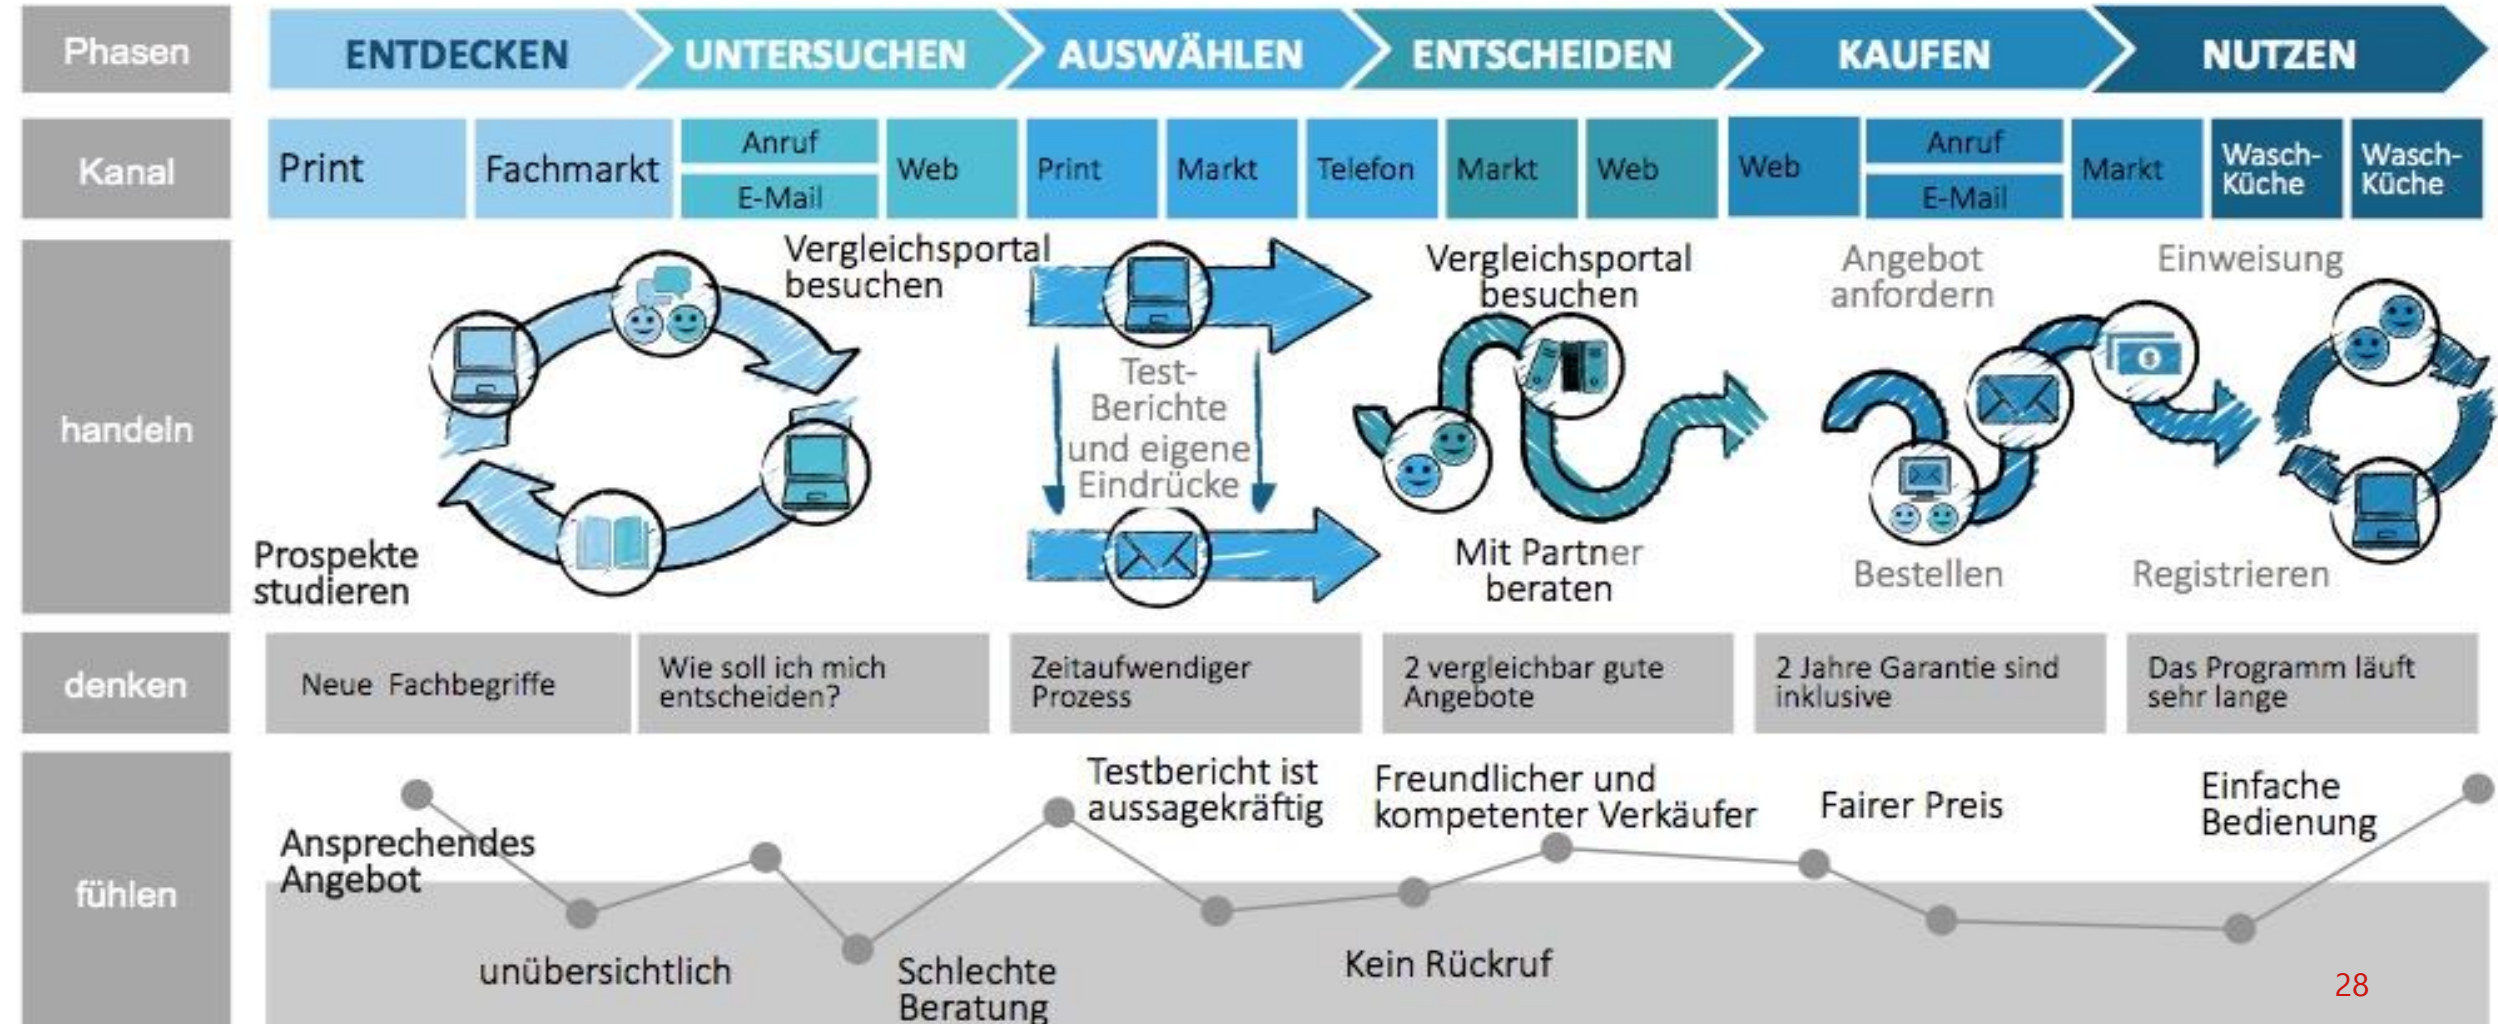 Phasen
ENTDECKEN
UNTERSUCHEN
AUSWÄHLEN
ENTSCHEIDEN
KAUFEN
NUTZEN
Kanal
Print
Fachmarkt
Anruf
E-Mail
Web
Print
Markt
Telefon
Markt
Web
Web
Anruf
E-Mail
Markt
Wasch-
Küche
Wasch-
Küche
handeln
Prospekte
studieren
Vergleichsportal
besuchen
Test-
Berichte
und eigene
Eindrücke
Vergleichsportal
besuchen
Mit Partner
beraten
Angebot
anfordern
Bestellen
Einweisung
Registrieren
denken
Neue Fachbegriffe
Wie soll ich mich
entscheiden?
Zeitaufwendiger
Prozess
2 vergleichbar gute
Angebote
2 Jahre Garantie sind
inklusive
Das Programm läuft
sehr lange
fühlen
Ansprechendes
Angebot
unübersichtlich
Schlechte
Beratung
Testbericht ist
aussagekräftig
Kein Rückruf
Freundlicher und
kompetenter Verkäufer
Fairer Preis
Einfache
Bedienung
28